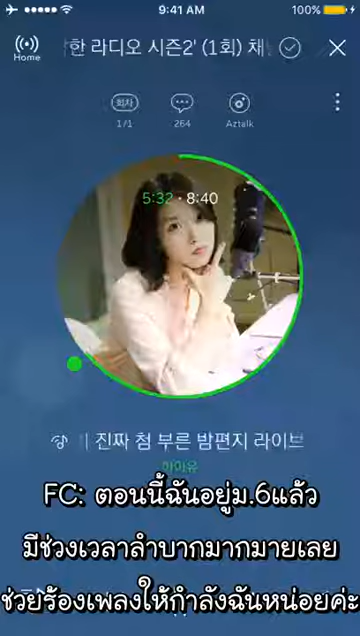 9:41 AM
100%
한 라디오 시즌2' (1회)
Home
회차
1/1
264
Aztalk
5:32 · 8:40
진짜 첨 부른 밤편지 라이브
FC: ตอนนี้ฉันอยู่ม.6แล้ว
มีช่วงเวลาลำบากมากมายเลย
ช่วยร้องเพลงให้กำลังฉันหน่อยค่ะ